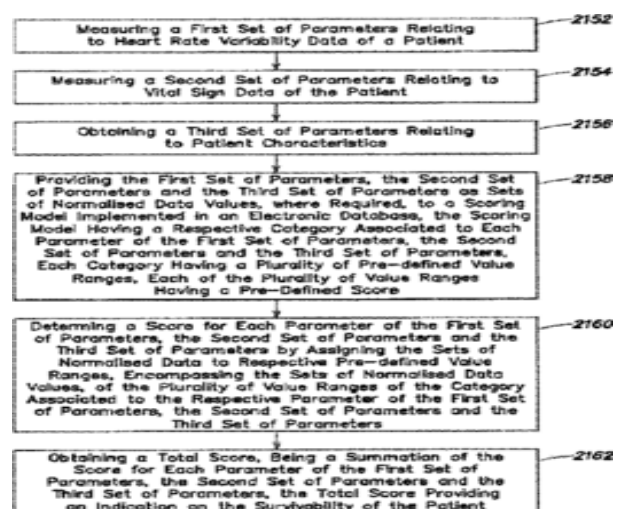 Measuring a First Set of Parameters Relating
to Heart Rate Variability Data of a Patient
2152
Measuring a Second Set of Parameters Relating to
Vital Sign Data of the Patient
2154
Obtaining a Third Set of Parameters Relating
to Patient Characteristics
2156
Providing the First Set of Parameters, the Second Set
of Parameters and the Third Set of Parameters as Sets
of Normalised Data Values, where Required, to a Scoring
Model Implemented in an Electronic Database, the Scoring
Model Having a Respective Category Associated to Each
Parameter of the First Set of Parameters, the Second
Set of Parameters and the Third Set of Parameters,
Each Category Having a Plurality of Pre-defined Value
Ranges, Each of the Plurality of Value Ranges
Having a Pre-Defined Score
2158
Determing a Score for Each Parameter of the First Set
of Parameters, the Second Set of Parameters and the
Third Set of Parameters by Assigning the Sets of
Normalised Data to Respective Pre-defined Value
Ranges, Encompassing the Sets of Normalised Data
Values, of the Plurality of Value Ranges of the Category
Associated to the Respective Parameter of the First Set
of Parameters, the Second Set of Parameters and the
Third Set of Parameters
2160
Obtaining a Total Score, Being a Summation of the
Score for Each Parameter of the First Set of
Parameters, the Second Set of Parameters and the
Third Set of Parameters, the Total Score Providing
an Indication on the Survivability of the Patient
2162